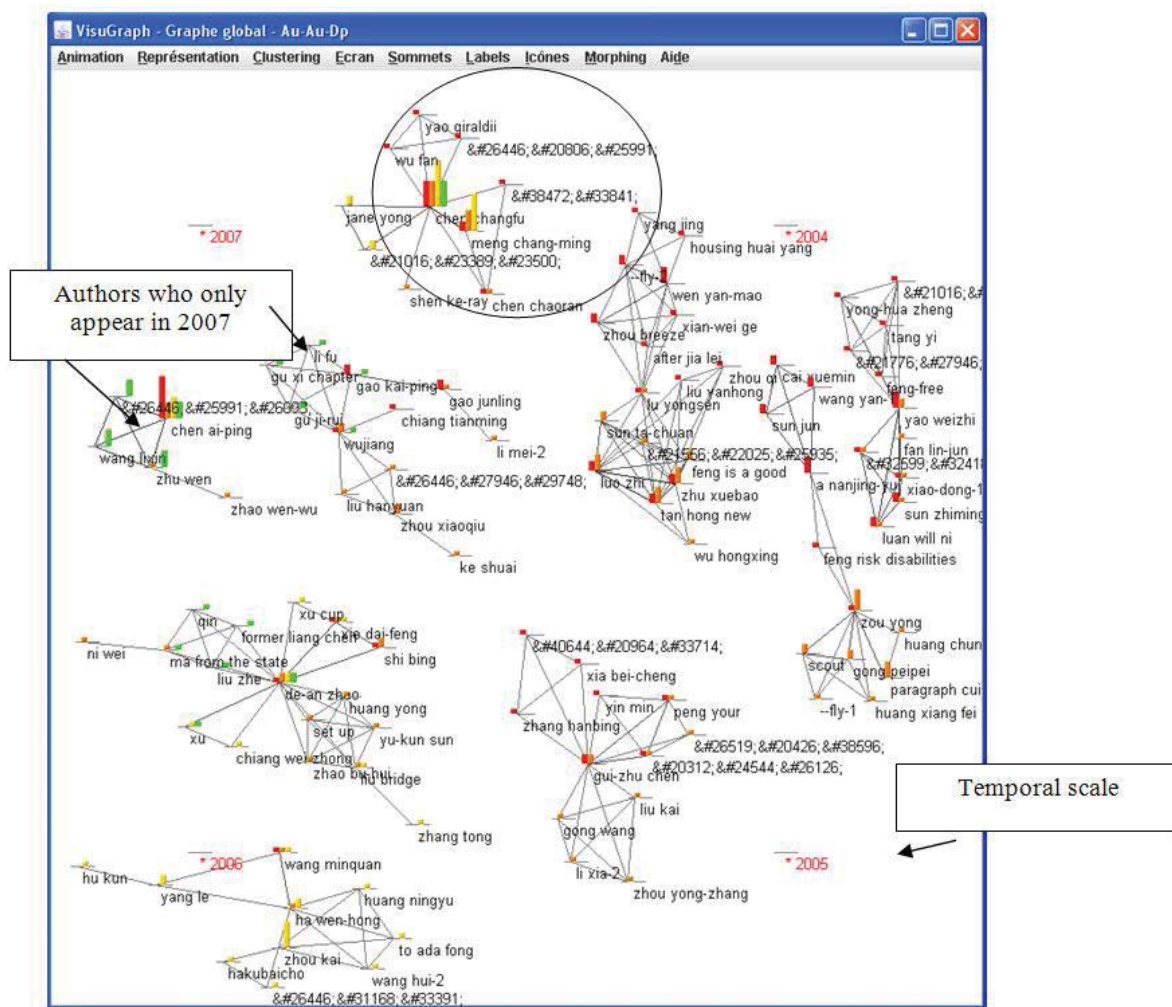 VisuGraph - Graphe global - Au-Au-Dp
Animation Représentation Clustering Ecran Sommets Labels Icónes Morphing Aide
yao giraldii
&#26446;&#20806;&#25991;
wu fan
&#38472;&#33841;
jane yong
chen changfu
meng chang-ming
&#21016;&#23389;&#23500;
shen ke-ray
chen chaoran
* 2007
* 2004
yang jing
housing huai yang
--fly-2
wen yan-mao
xian-wei ge
zhou breeze
after jia lei
Authors who only
appear in 2007
li fu
gu xi chapter
gao kai-ping
gao junling
gu ji-rui
chiang tianming
wujiang
li mei-2
&#26446;&#27946;&#29748;
liu hanyuan
zhou xiaoqiu
ke shuai
chen ai-ping
wang lixin
zhu wen
zhao wen-wu
zhou qi
cai xuemin
liu yanhong
wang yan-
lu yongsen
sun jun
sun ta-chuan
&#21556;&#22025;&#25935;
feng is a good
luo zhi
zhu xuebao
tan hong new
wu hongxing
a nanjing-yu
feng risk disabilities
&#21016;&#2
yong-hua zheng
tang yi
&#21776;&#27946;
feng-free
yao weizhi
fan lin-jun
&#32599;&#32418
xiao-dong-1
sun zhiming
luan will ni
zou yong
huang chun
scout
gong peipei
paragraph cui
--fly-1
huang xiang fei
qin
xu cup
former liang chen
xie dai-feng
ni wei
ma from the state
shi bing
liu zhe
de-an zhao
huang yong
xu
set up
yu-kun sun
chiang wei-zhong
zhao bu-hui
hu bridge
zhang tong
&#40644;&#20964;&#33714;
xia bei-cheng
yin min
peng your
zhang hanbing
&#26519;&#20426;&#38596;
&#20312;&#24544;&#26126;
gui-zhu chen
liu kai
gong wang
li xia-2
zhou yong-zhang
Temporal scale
* 2006
* 2005
wang minquan
hu kun
yang le
huang ningyu
ha wen-hong
to ada fong
zhou kai
hakubaicho
wang hui-2
&#26446;&#31168;&#33391;